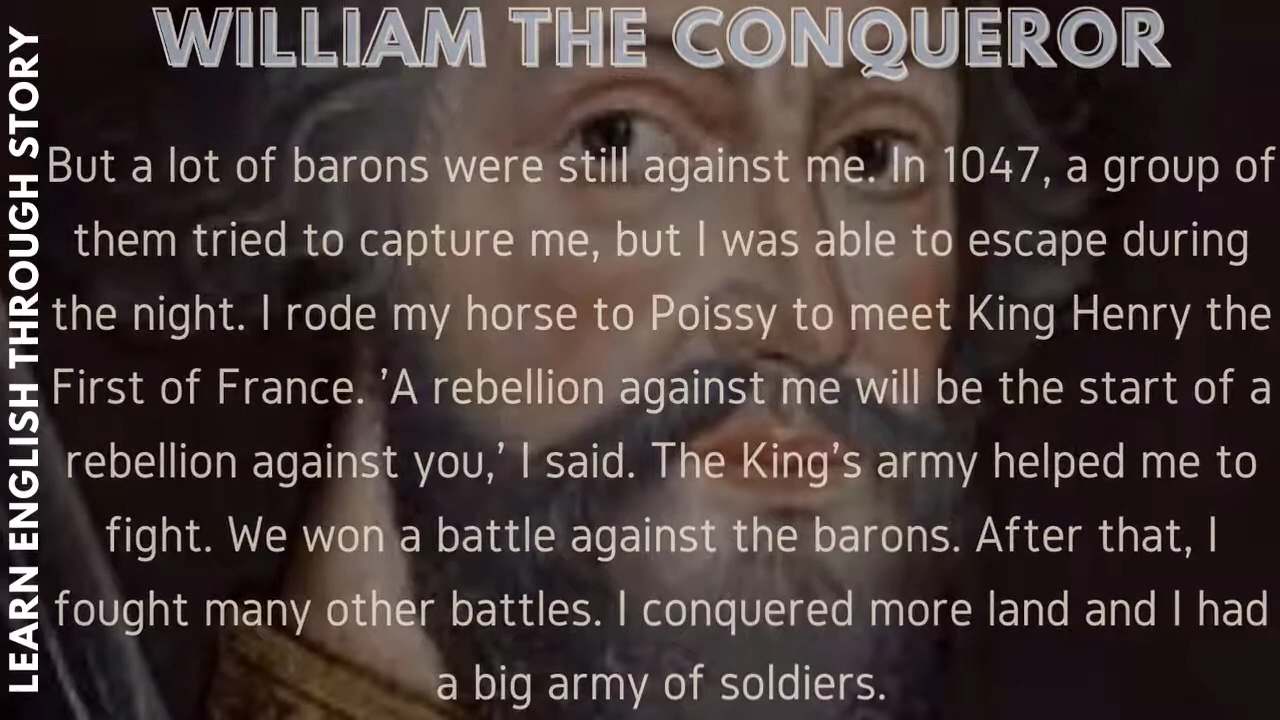 WILLIAM THE CONQUEROR
LEARN ENGLISH THROUGH STORY
But a lot of barons were still against me. In 1047, a group of
them tried to capture me, but I was able to escape during
the night. I rode my horse to Poissy to meet King Henry the
First of France. 'A rebellion against me will be the start of a
rebellion against you,' I said. The King's army helped me to
fight. We won a battle against the barons. After that, I
fought many other battles. I conquered more land and I had
a big army of soldiers.